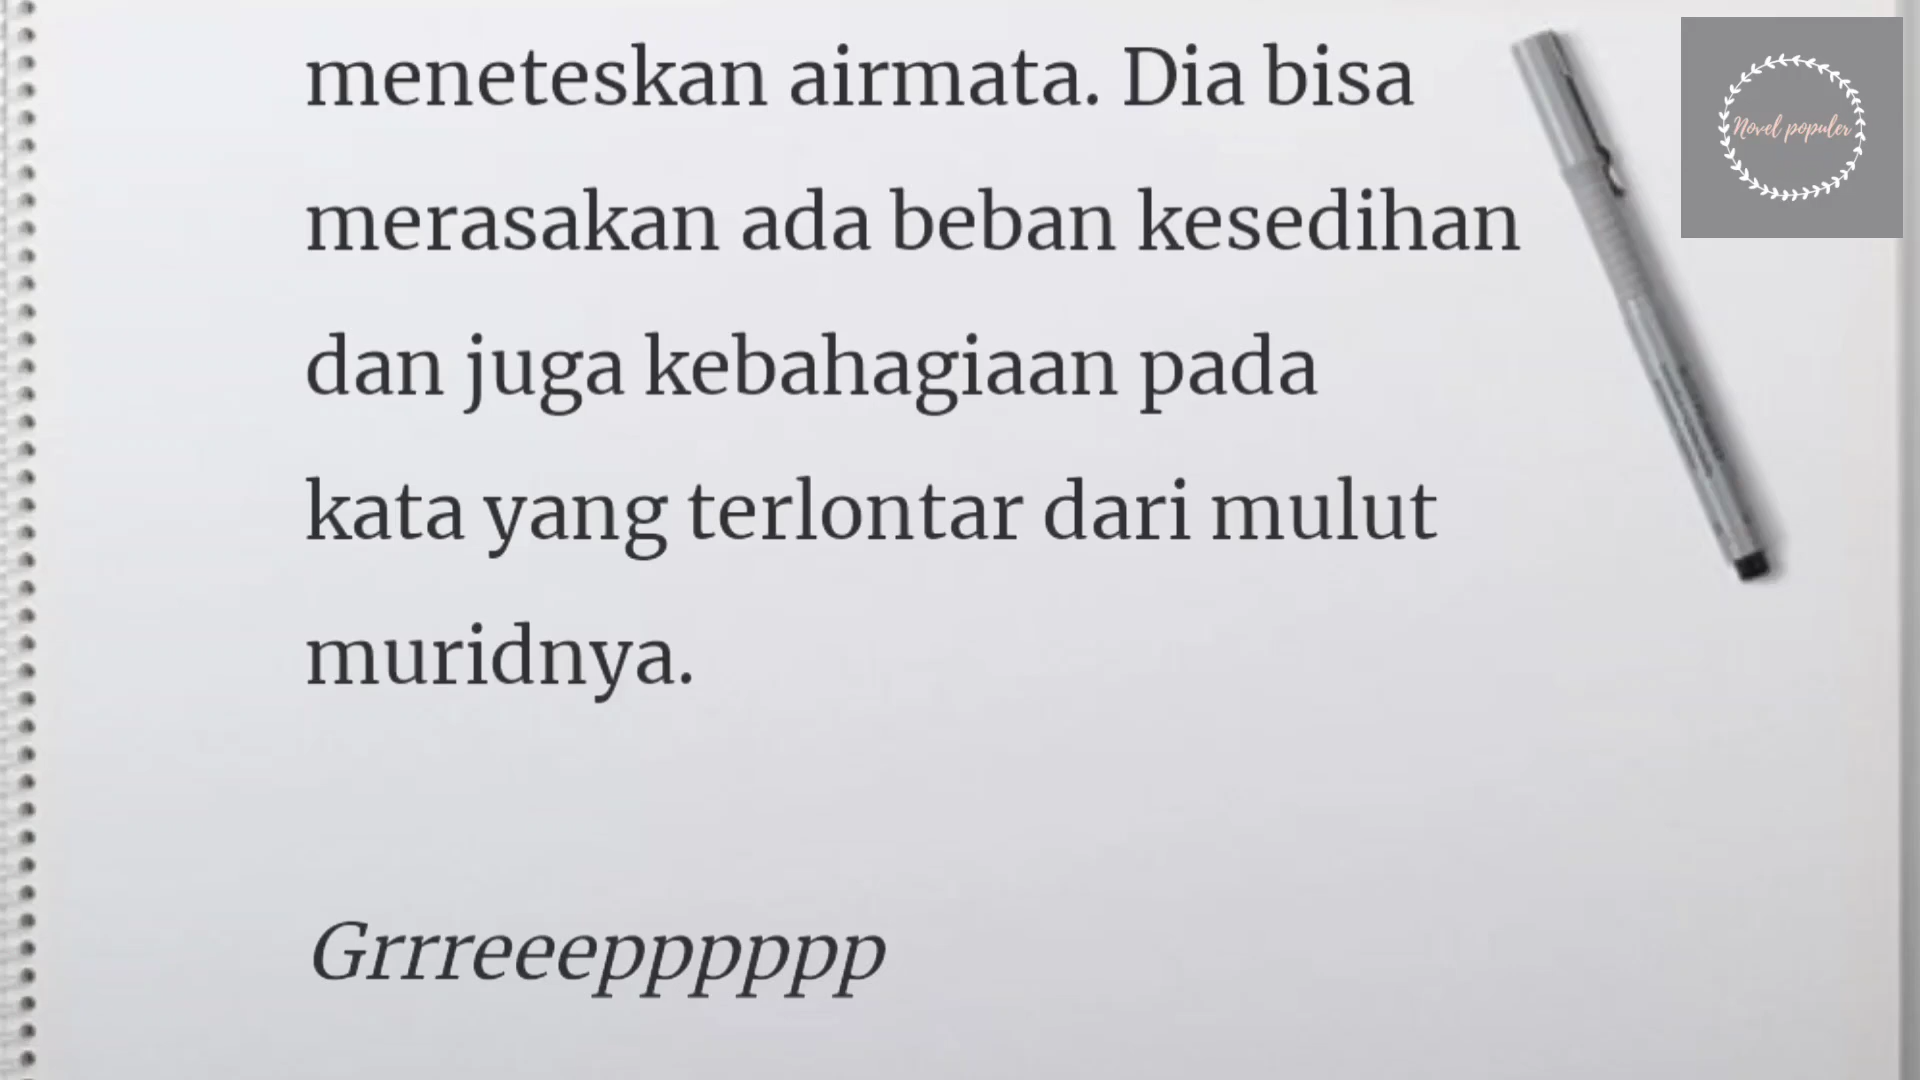 meneteskan airmata. Dia bisa
merasakan ada beban kesedihan
dan juga kebahagiaan pada
kata yang terlontar dari mulut
muridnya.
Grrreeepppppp
Novel populer